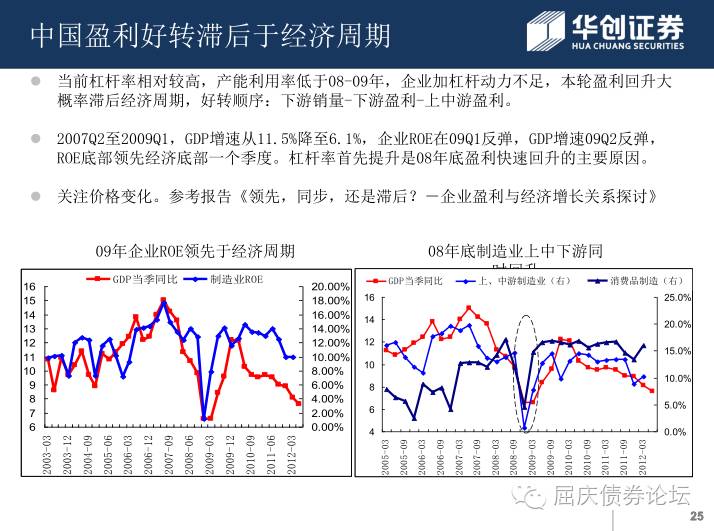 中国盈利好转滞后于经济周期
华创证券
HUA CHUANG SECURITIES
当前杠杆率相对较高，产能利用率低于08-09年，企业加杠杆动力不足，本轮盈利回升大
概率滞后经济周期，好转顺序：下游销量-下游盈利-上中游盈利。
2007Q2至2009Q1，GDP增速从11.5%降至6.1%，企业ROE在09Q1反弹，GDP增速09Q2反弹，
ROE底部领先经济底部一个季度。杠杆率首先提升是08年底盈利快速回升的主要原因。
关注价格变化。参考报告《领先，同步，还是滞后？－企业盈利与经济增长关系探讨》
09年企业ROE领先于经济周期
GDP当季同比 制造业ROE
16 20.00%
15 18.00%
14 16.00%
13 14.00%
12 12.00%
11 10.00%
10 8.00%
9 6.00%
8 4.00%
7 2.00%
6 0.00%
2003-03 2003-12 2004-09 2005-06 2006-03 2006-12 2007-09 2008-06 2009-03 2009-12 2010-09 2011-06 2012-03
08年底制造业上中下游同
GDP当季同比 上、中游制造业（右） 消费品制造（右）
16 25.0%
14 20.0%
12 15.0%
10
8 10.0%
6 5.0%
4 0.0%
2005-03 2005-09 2006-03 2006-09 2007-03 2007-09 2008-03 2008-09 2009-03 2009-09 2010-03 2010-09 2011-03 2011-09 2012-03
屈庆债券论坛
25